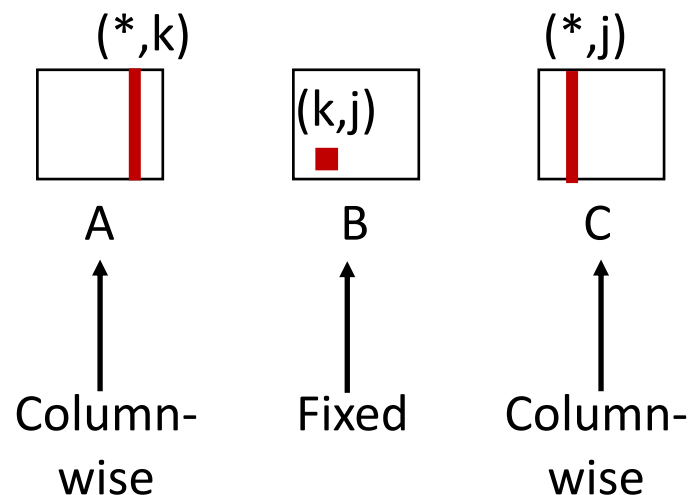 (*,k)
(*,j)
(k,j)
A
B
C
Column-
wise
Fixed
Column-
wise